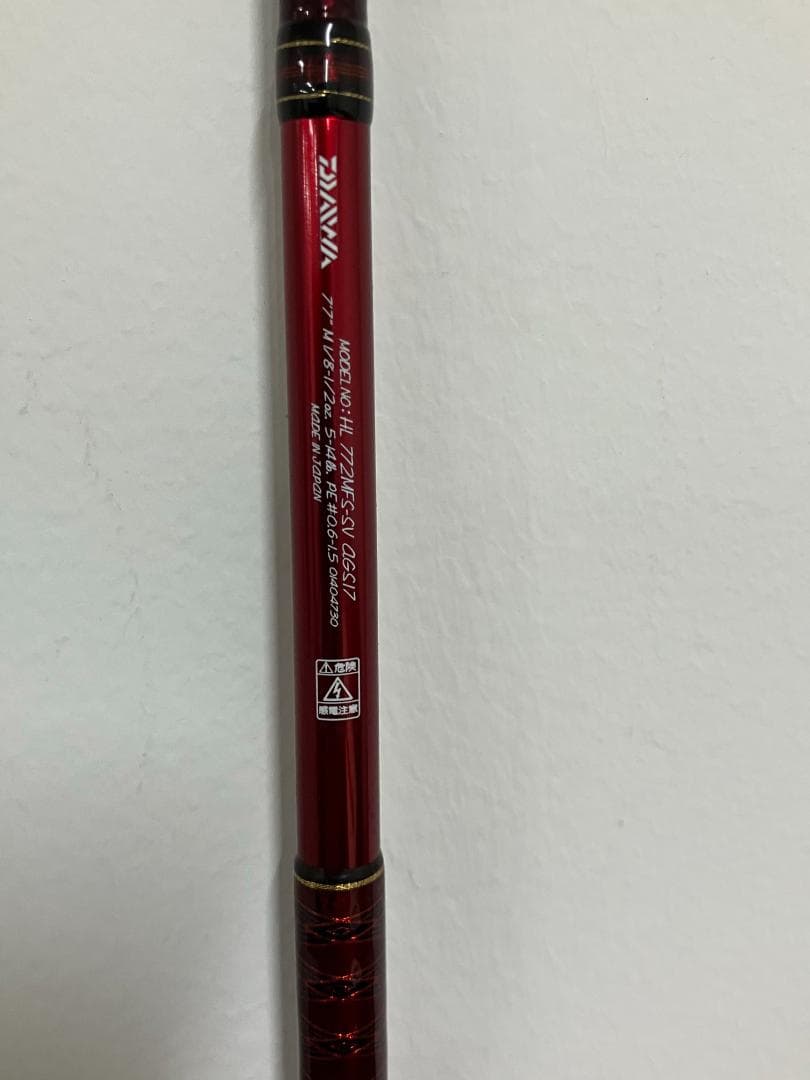 DAIWA
MODEL NO: HL 772MFS-SV AGS17
7'7" M 1/8-1/2oz. 5-14lb. PE#0.6-1.5 01404730
MADE IN JAPAN
危険
感電注意